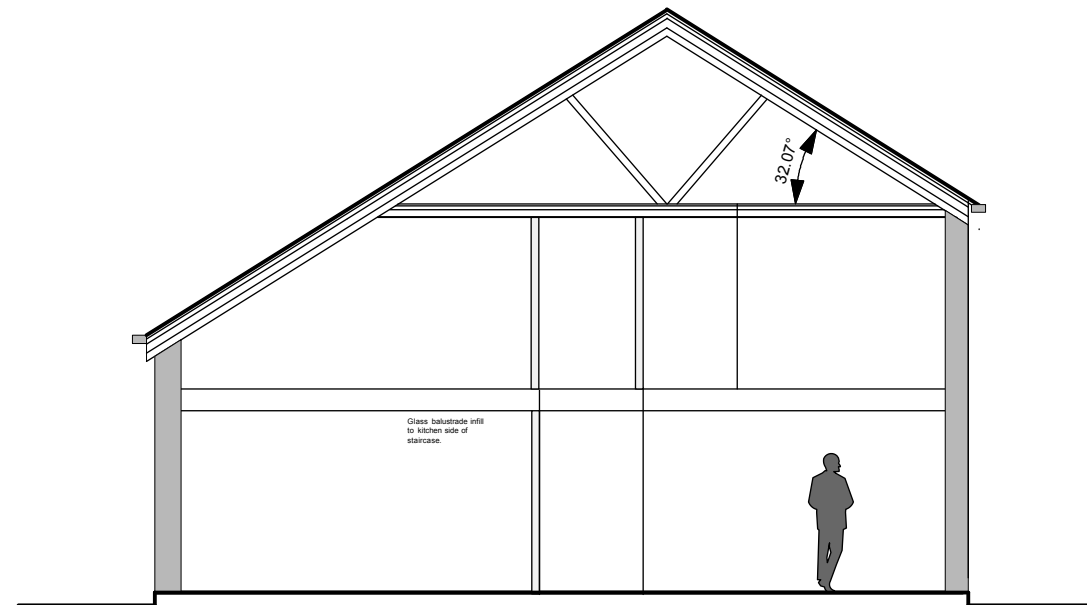 32.07°
Glass balustrade infill
to kitchen side of
staircase.